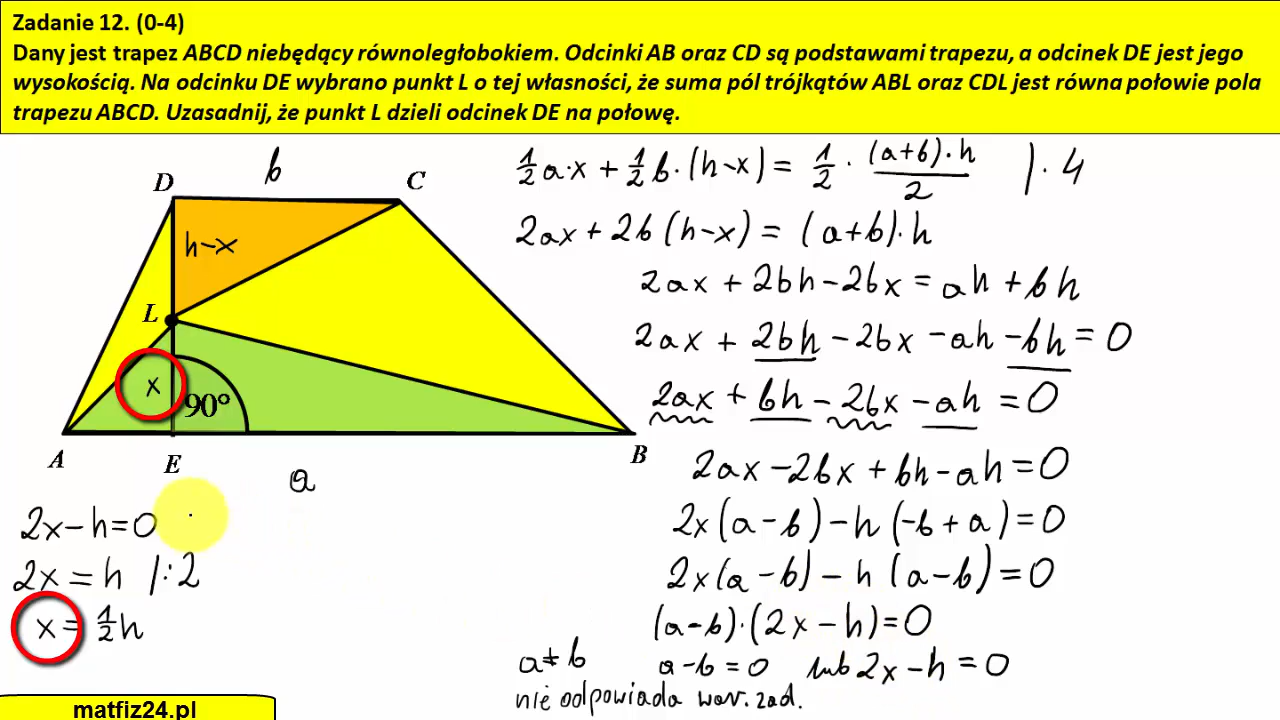 Zadanie 12. (0-4)
Dany jest trapez ABCD niebędący równoległobokiem. Odcinki AB oraz CD są podstawami trapezu, a odcinek DE jest jego
wysokością. Na odcinku DE wybrano punkt L o tej własności, że suma pól trójkątów ABL oraz CDL jest równa połowie pola
trapezu ABCD. Uzasadnij, że punkt L dzieli odcinek DE na połowę.
b
D
C
h-x
L
x
90°
A
E
B
a
1/2 a·x + 1/2 b·(h-x) = 1/2 · (a+b)·h/2 |·4
2ax + 2b(h-x) = (a+b)·h
2ax + 2bh - 2bx = ah + bh
2ax + 2bh - 2bx - ah - bh = 0
2ax + bh - 2bx - ah = 0
2ax - 2bx + bh - ah = 0
2x(a-b) - h(-b+a) = 0
2x(a-b) - h(a-b) = 0
(a-b)·(2x-h) = 0
a≠b a-b=0 lub 2x-h=0
nie odpowiada war. zad.
2x-h=0
2x = h |:2
x = 1/2 h
matfiz24.pl